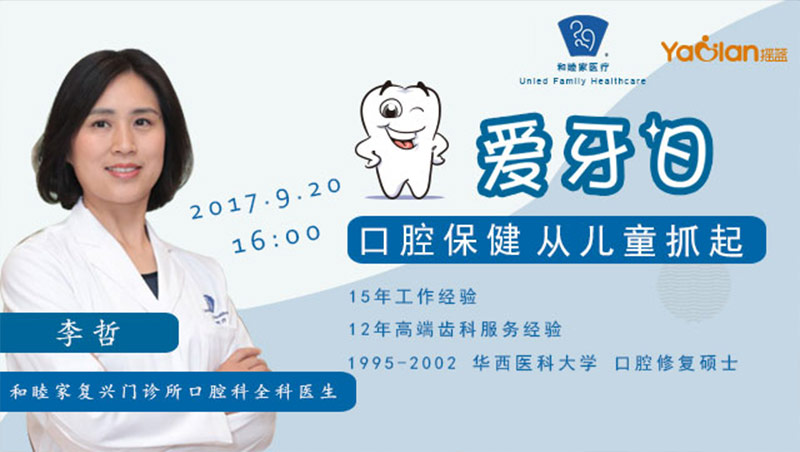 和睦家医疗
Unied Family Healthcare
Yaolan摇篮
爱牙日
2017.9.20
16:00
口腔保健 从儿童抓起
15年工作经验
12年高端齿科服务经验
1995-2002 华西医科大学 口腔修复硕士
李哲
和睦家复兴门诊所口腔科全科医生